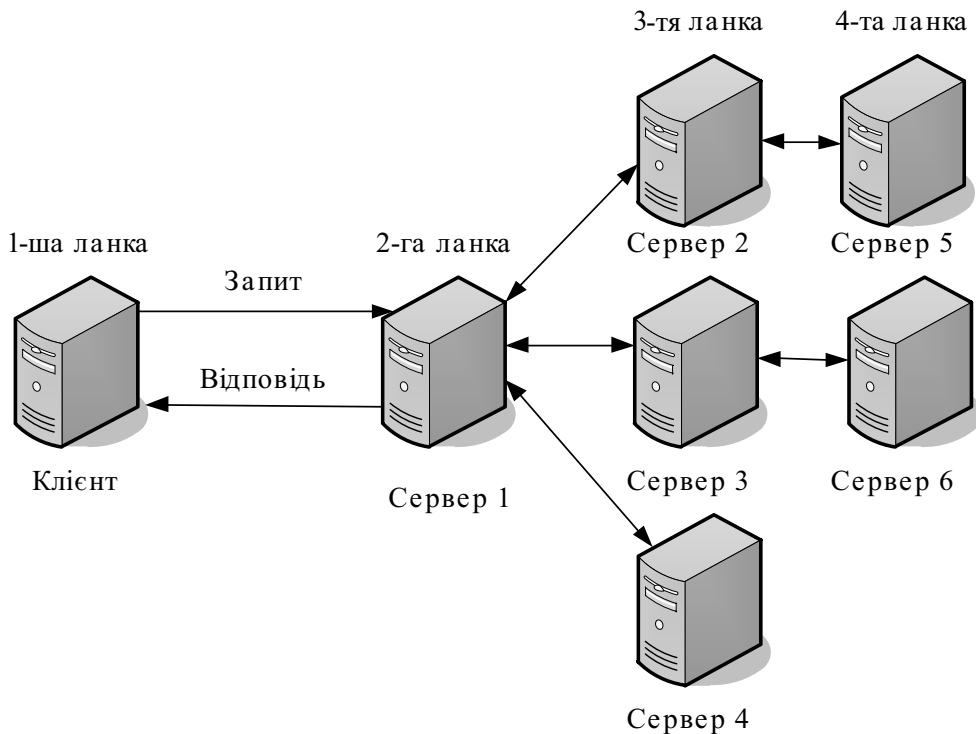 3-тя ланка
4-та ланка
Сервер 2
Сервер 5
1-ша ланка
2-га ланка
Запит
Відповідь
Клієнт
Сервер 1
Сервер 3
Сервер 6
Сервер 4